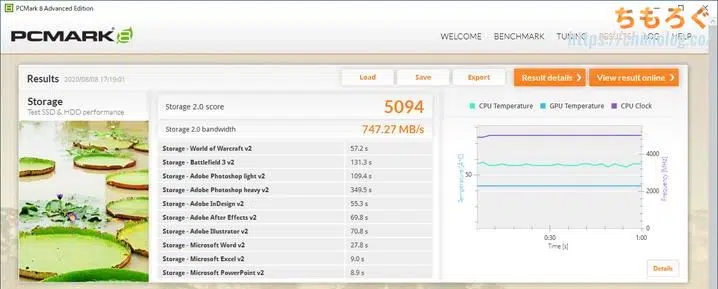 PCMark 8 Advanced Edition
ちもろぐ
https://chimolog.co/
PCMARK 8
WELCOME BENCHMARK TUNING RESULTS LOG HELP
Results 2020/08/08 17:19:01 Load Save Export Result details View result online
Storage
Test SSD & HDD performance
Storage 2.0 score 5094
Storage 2.0 bandwidth 747.27 MB/s
Storage - World of Warcraft v2 57.2 s
Storage - Battlefield 3 v2 131.3 s
Storage - Adobe Photoshop light v2 109.4 s
Storage - Adobe Photoshop heavy v2 349.5 s
Storage - Adobe InDesign v2 55.3 s
Storage - Adobe After Effects v2 69.8 s
Storage - Adobe Illustrator v2 70.8 s
Storage - Microsoft Word v2 27.8 s
Storage - Microsoft Excel v2 9.0 s
Storage - Microsoft PowerPoint v2 8.9 s
CPU Temperature GPU Temperature CPU Clock
Temperature [Â°C]
Frequency [MHz]
4000
2000
0
0:30 1:00
Time [s]
Details